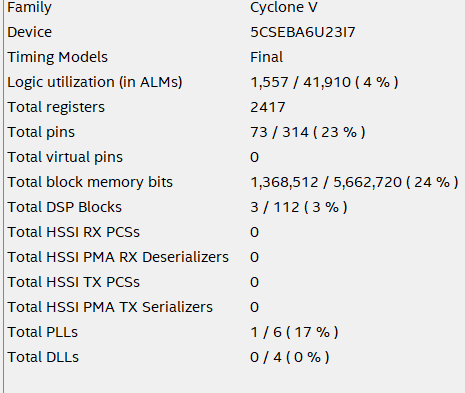 Family Cyclone V
Device 5CSEBA6U23I7
Timing Models Final
Logic utilization (in ALMs) 1,557 / 41,910 ( 4 % )
Total registers 2417
Total pins 73 / 314 ( 23 % )
Total virtual pins 0
Total block memory bits 1,368,512 / 5,662,720 ( 24 % )
Total DSP Blocks 3 / 112 ( 3 % )
Total HSSI RX PCSs 0
Total HSSI PMA RX Deserializers 0
Total HSSI TX PCSs 0
Total HSSI PMA TX Serializers 0
Total PLLs 1 / 6 ( 17 % )
Total DLLs 0 / 4 ( 0 % )